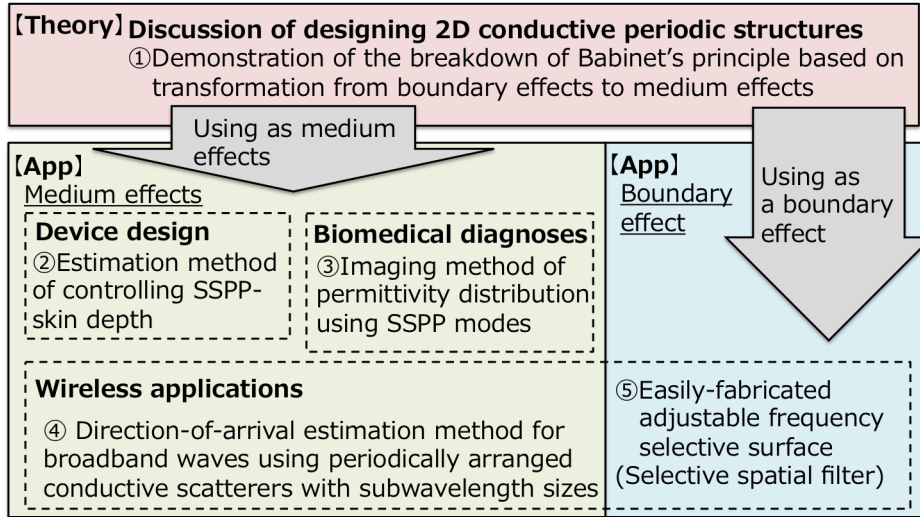 【Theory】Discussion of designing 2D conductive periodic structures
①Demonstration of the breakdown of Babinet's principle based on
transformation from boundary effects to medium effects
Using as medium
effects
【App】
Medium effects
Device design
②Estimation method
of controlling SSPP-
skin depth
Biomedical diagnoses
③Imaging method of
permittivity distribution
using SSPP modes
【App】
Boundary
effect
Using as
a boundary
effect
Wireless applications
④ Direction-of-arrival estimation method for
broadband waves using periodically arranged
conductive scatterers with subwavelength sizes
⑤Easily-fabricated
adjustable frequency
selective surface
(Selective spatial filter)